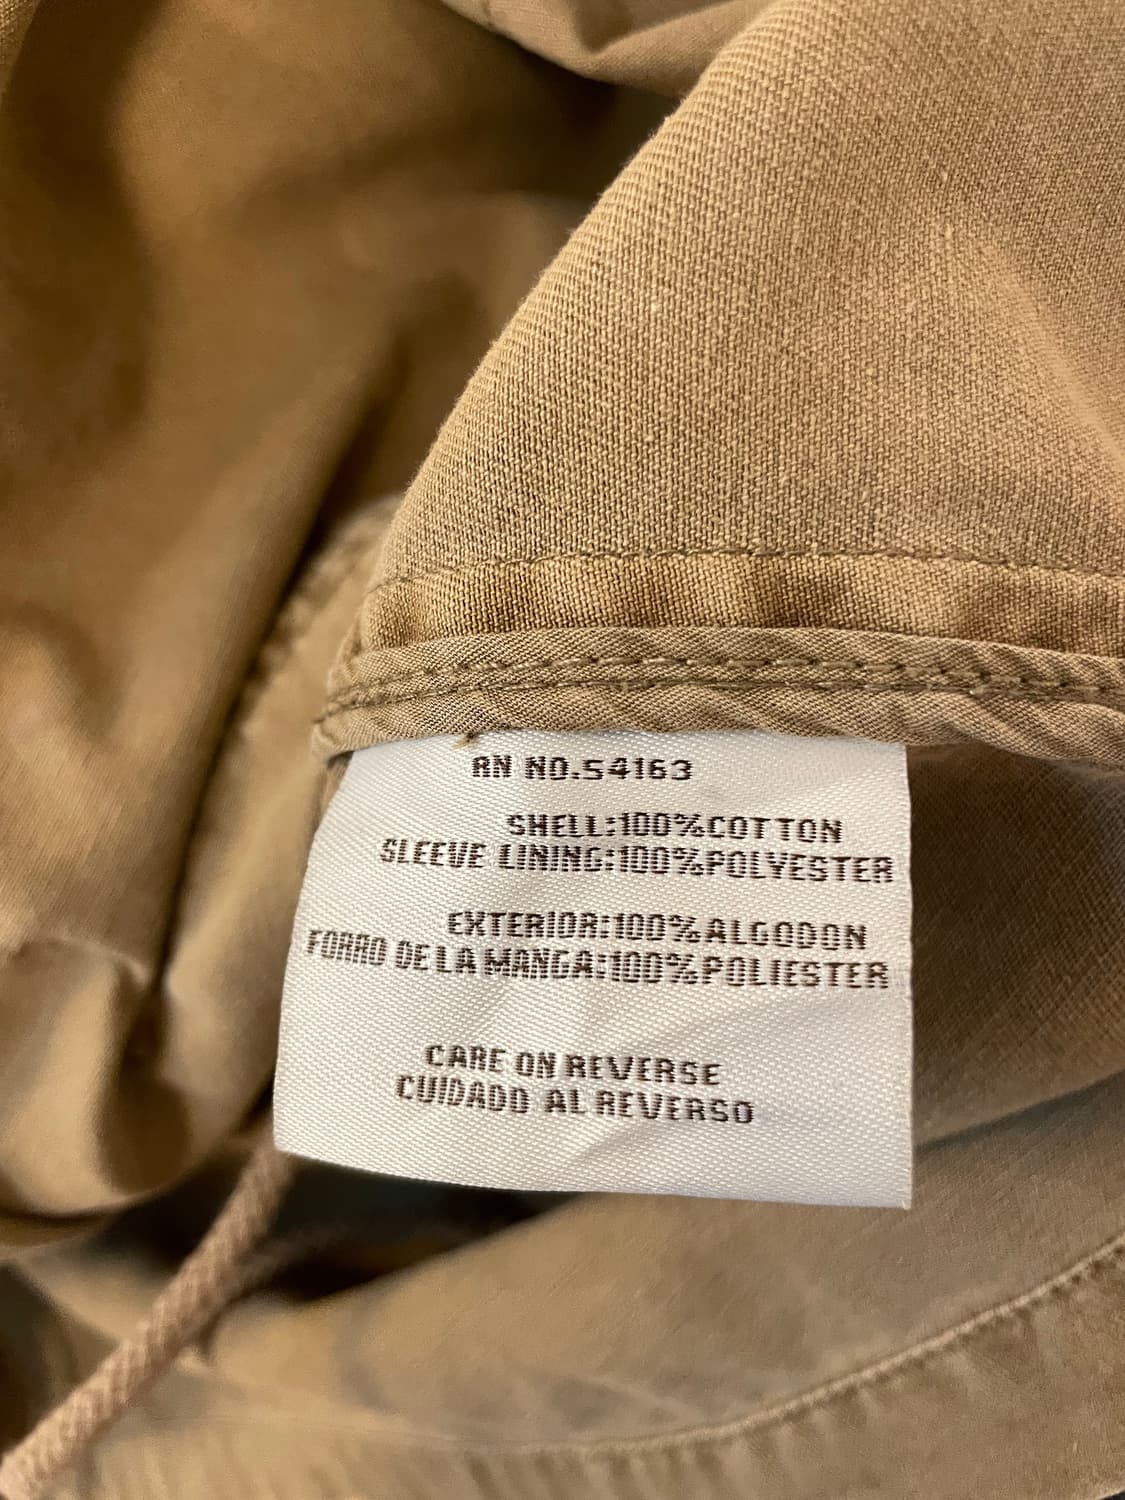 RN NO.54163
SHELL:100%COTTON
SLEEVE LINING:100%POLYESTER
EXTERIOR:100%ALGODON
FORRO DE LA MANGA:100%POLIESTER
CARE ON REVERSE
CUIDADO AL REVERSO